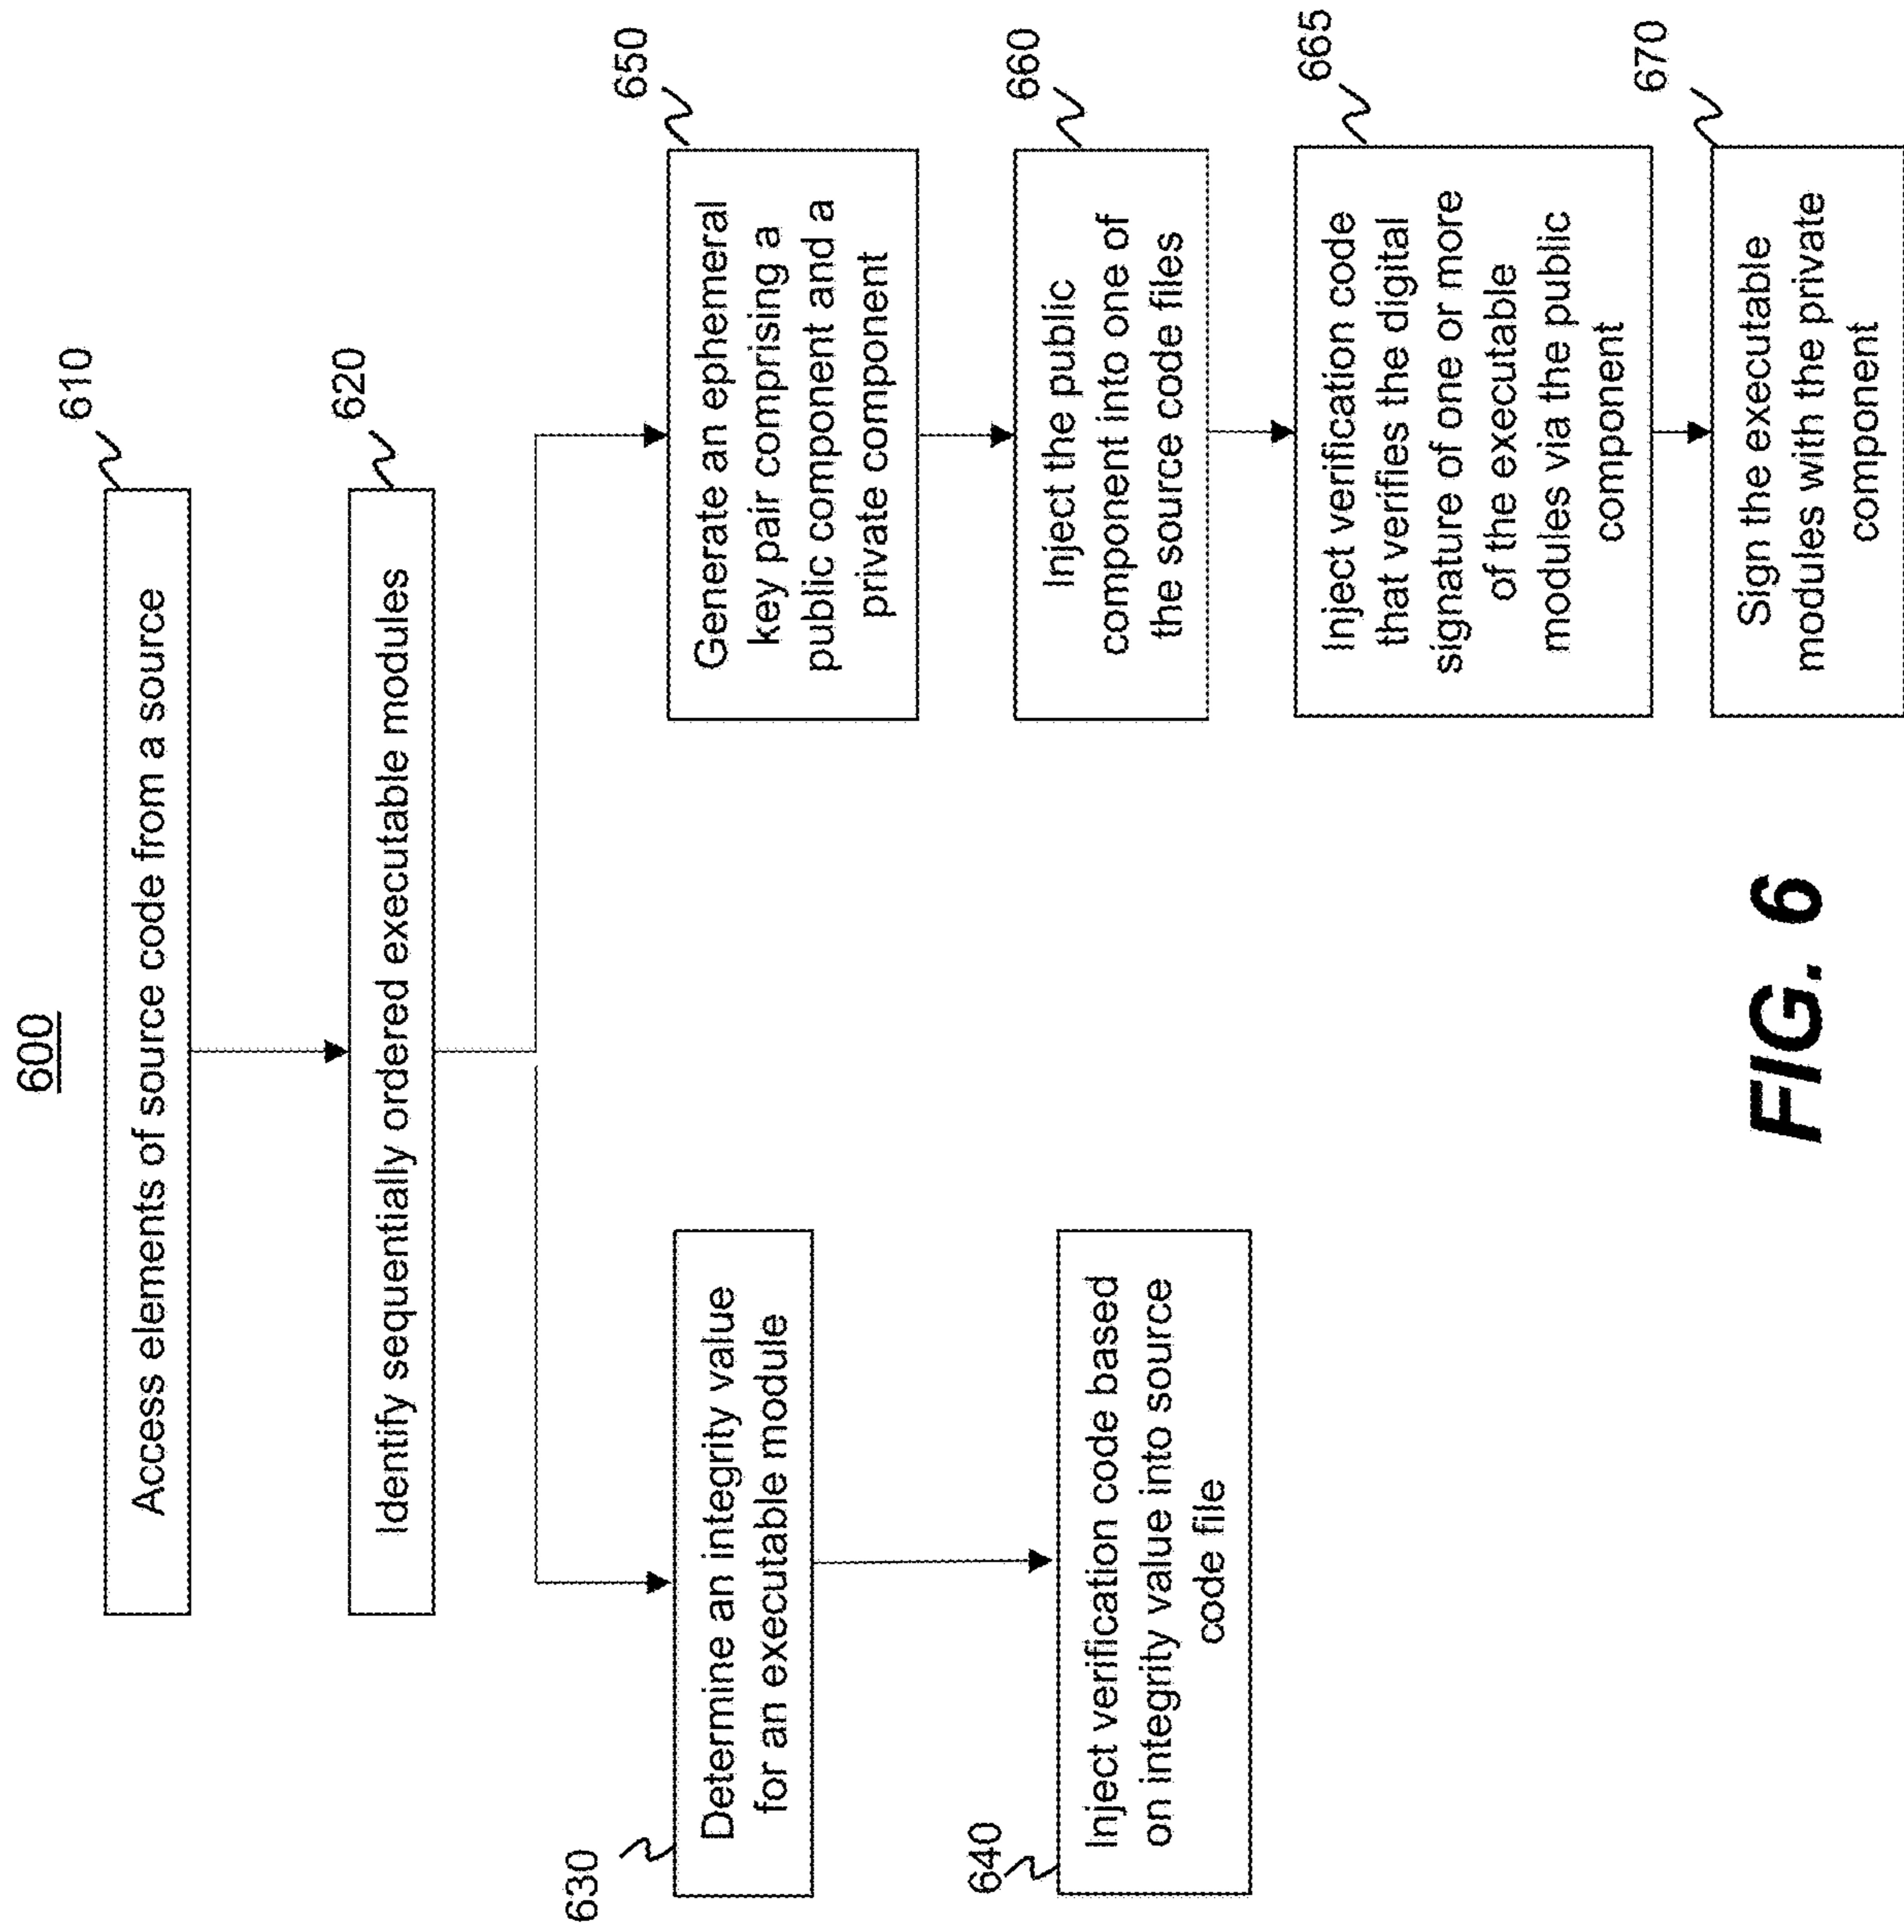 600
610
Access elements of source code from a source
620
Identify sequentially ordered executable modules
630
Determine an integrity value
for an executable module
640
Inject verification code based
on integrity value into source
code file
650
Generate an ephemeral
key pair comprising a
public component and a
private component
660
Inject the public
component into one of
the source code files
665
Inject verification code
that verifies the digital
signature of one or more
of the executable
modules via the public
component
670
Sign the executable
modules with the private
component
FIG. 6